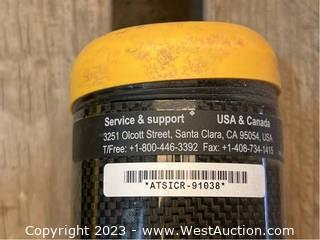 Service & support USA & Canada
3251 Olcott Street, Santa Clara, CA 95054, USA
T/Free: +1-800-446-3392 Fax: +1-408-734-1415
*ATSICR-91038*
Copyright 2023 - www.WestAuction.com